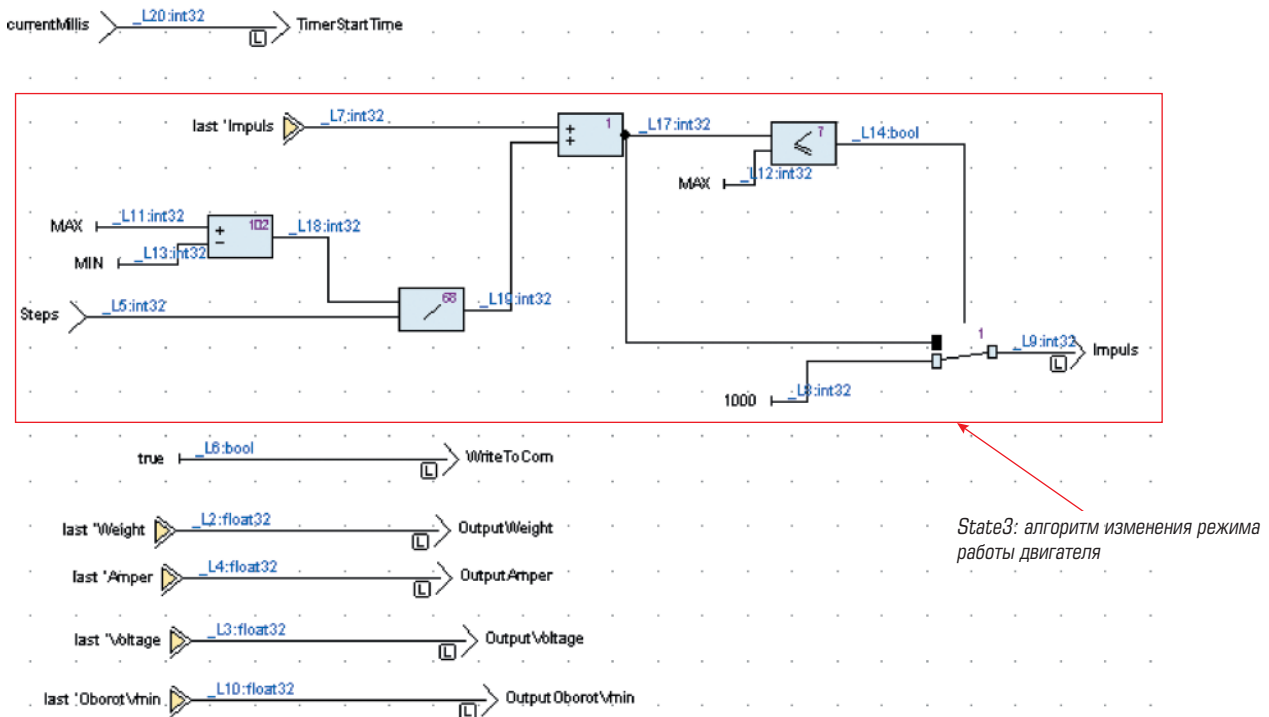 currentMillis _L20:int32 L TimerStartTime
last 'Impuls _L7:int32 1 _L17:int32 7 _L14:bool
MAX _L12:int32
MAX _L11:int32 102 _L18:int32
MIN _L13:int32
Steps _L5:int32 68 _L19:int32
1 _L9:int32 L Impuls
1000 _L8:int32
true _L6:bool L WriteToCom
State3: алгоритм изменения режима
работы двигателя
last 'Weight _L2:float32 L OutputWeight
last 'Amper _L4:float32 L OutputAmper
last 'Voltage _L3:float32 L OutputVoltage
last 'OborotVmin _L10:float32 L OutputOborotVmin